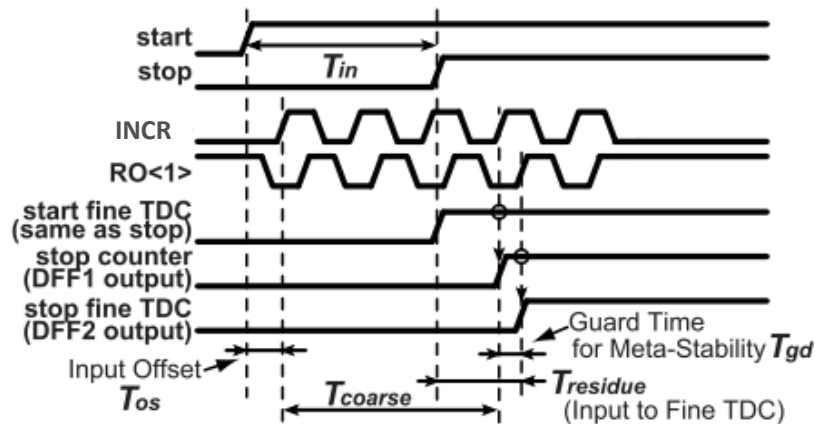 start
Tin
stop
INCR
RO<1>
start fine TDC
(same as stop)
stop counter
(DFF1 output)
stop fine TDC
(DFF2 output)
Guard Time
for Meta-Stability Tgd
Input Offset
Tos
Tcoarse
Tresidue
(Input to Fine TDC)